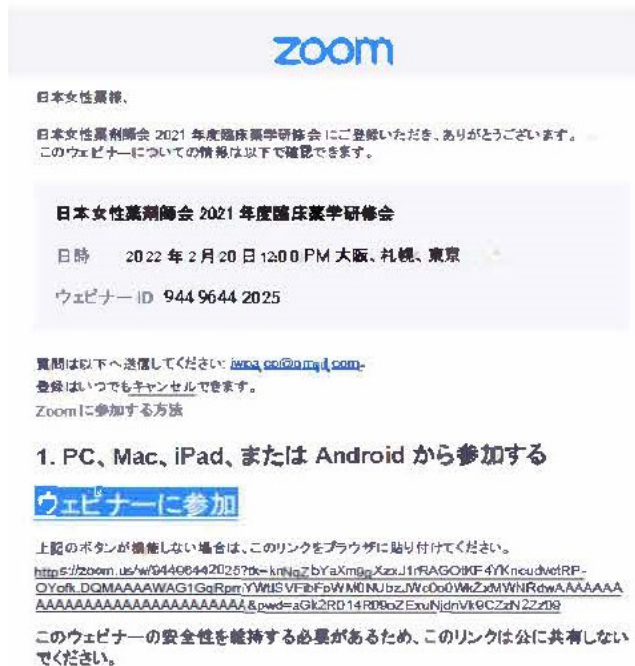 zoom
日本女性薬様、
日本女性薬剤師会 2021 年度臨床薬学研修会 にご登録いただき、ありがとうございます。
このウェビナーについての情報は以下で確認できます。
日本女性薬剤師会 2021 年度臨床薬学研修会
日時 2022 年 2 月 20 日 12:00 PM 大阪、札幌、東京
ウェビナー ID 944 9644 2025
質問は以下へ送信してください:
登録はいつでもキャンセルできます。
Zoomに参加する方法
1. PC、Mac、iPad、または Android から参加する
ウェビナーに参加
上記のボタンが機能しない場合は、このリンクをブラウザに貼り付けてください。
このウェビナーの安全性を維持する必要があるため、このリンクは公に共有しない
でください。